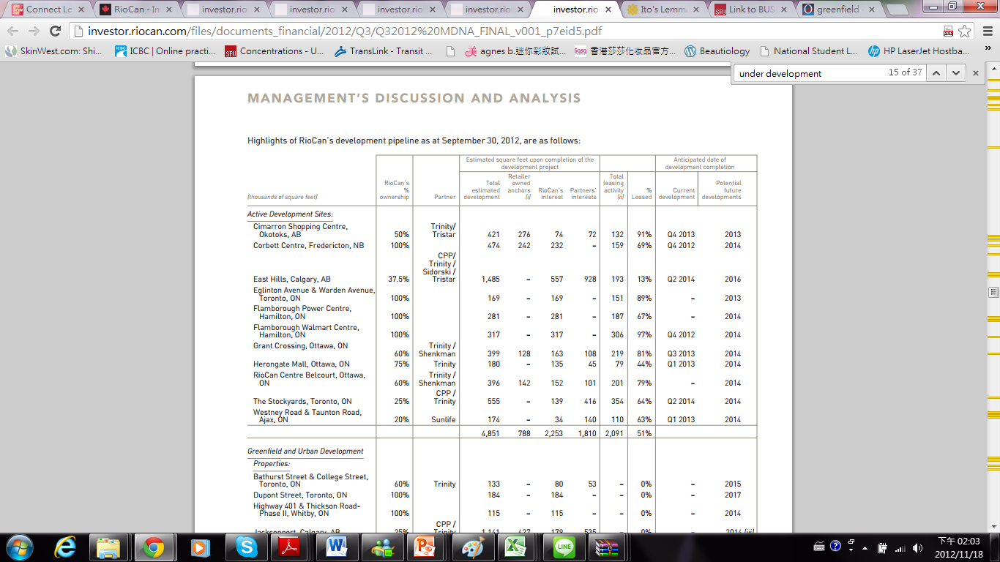 Connect Le
RioCan - In
investor.rio
investor.rio
investor.rio
investor.rio
investor.rio
Ito's Lemm
Link to BUS
greenfield
investor.riocan.com/files/documents_financial/2012/Q3/Q32012%20MDNA_FINAL_v001_p7eid5.pdf
SkinWest.com: Shi...
ICBC | Online practi...
SFU Concentrations - U...
TransLink - Transit ...
agnes b.迷你彩妝試...
Sasa 香港莎莎化妝品官方...
Beautiology
National Student L...
hp HP LaserJet Hostba...
»
under development 15 of 37
MANAGEMENT'S DISCUSSION AND ANALYSIS
Highlights of RioCan's development pipeline as at September 30, 2012, are as follows:
Estimated square feet upon completion of the development project
Anticipated date of development completion
(thousands of square feet) RioCan's % ownership Partner Total estimated development Retailer owned anchors (i) RioCan's interest Partners' interests Total leasing activity (ii) % Leased Current development Potential future developments
Active Development Sites:
Cimarron Shopping Centre, Trinity/
Okotoks, AB 50% Tristar 421 276 74 72 132 91% Q4 2013 2013
Corbett Centre, Fredericton, NB 100% 474 242 232 – 159 69% Q4 2012 2014
CPP/
Trinity /
Sidorski /
East Hills, Calgary, AB 37.5% Tristar 1,485 – 557 928 193 13% Q2 2014 2016
Eglinton Avenue & Warden Avenue,
Toronto, ON 100% 169 – 169 – 151 89% – 2013
Flamborough Power Centre,
Hamilton, ON 100% 281 – 281 – 187 67% – 2014
Flamborough Walmart Centre,
Hamilton, ON 100% 317 – 317 – 306 97% Q4 2012 2014
Grant Crossing, Ottawa, ON Trinity /
60% Shenkman 399 128 163 108 219 81% Q3 2013 2014
Herongate Mall, Ottawa, ON 75% Trinity 180 – 135 45 79 44% Q1 2013 2014
RioCan Centre Belcourt, Ottawa, Trinity /
ON 60% Shenkman 396 142 152 101 201 79% – 2014
CPP /
The Stockyards, Toronto, ON 25% Trinity 555 – 139 416 354 64% Q2 2014 2014
Westney Road & Taunton Road,
Ajax, ON 20% Sunlife 174 – 34 140 110 63% Q1 2013 2014
4,851 788 2,253 1,810 2,091 51%
Greenfield and Urban Development
Properties:
Bathurst Street & College Street,
Toronto, ON 60% Trinity 133 – 80 53 – 0% – 2015
Dupont Street, Toronto, ON 100% 184 – 184 – – 0% – 2017
Highway 401 & Thickson Road-
Phase II, Whitby, ON 100% 115 – 115 – – 0% – 2014
CPP /
Jacksonport, Calgary, AB 25% Trinity 1,141 427 179 535 – 0% – 2016 (iii)
LINE
下午 02:03
2012/11/18